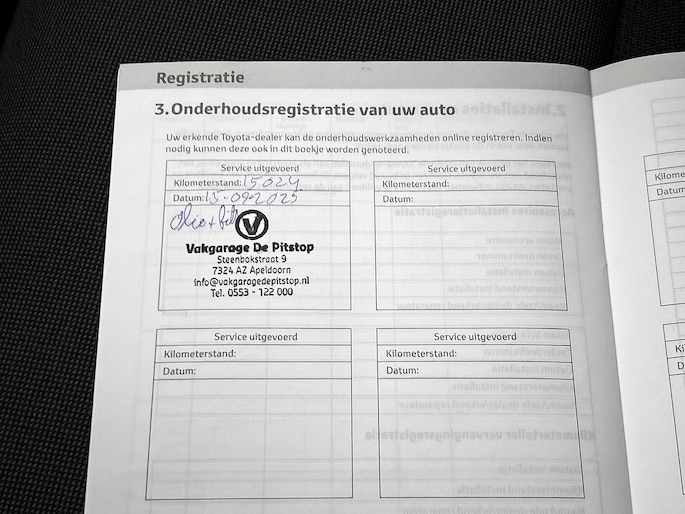 Registratie
3. Onderhoudsregistratie van uw auto
Uw erkende Toyota-dealer kan de onderhoudswerkzaamheden online registreren. Indien
nodig kunnen deze ook in dit boekje worden genoteerd.
Service uitgevoerd
Kilometerstand: 15024
Datum: 15-09-2023
Olie + filt
V
Vakgarage De Pitstop
Steenbokstraat 9
7324 AZ Apeldoorn
info@vakgaragedepitstop.nl
Tel. 0553 - 122 000
Service uitgevoerd
Kilometerstand:
Datum:
Service uitgevoerd
Kilometerstand:
Datum:
Service uitgevoerd
Kilometerstand:
Datum: